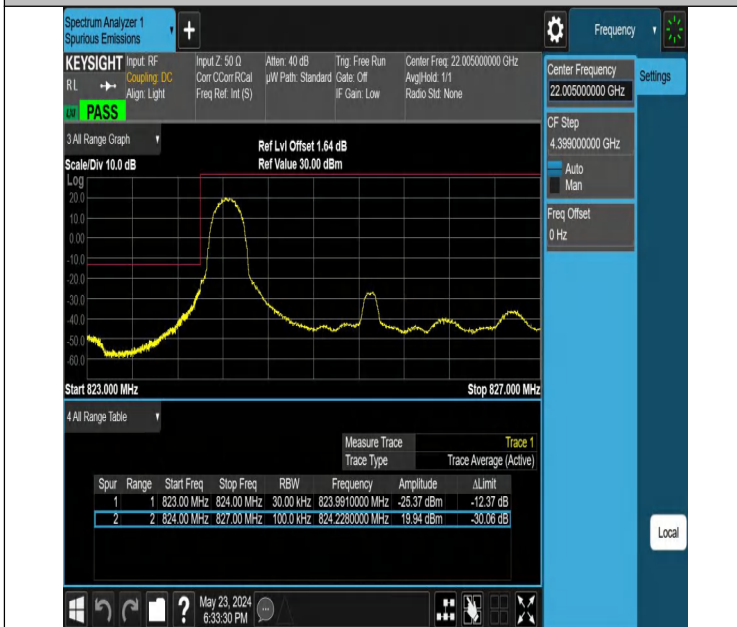 Spectrum Analyzer 1
Spurious Emissions
+
Frequency
KEYSIGHT Input: RF Input Z: 50 Ω Atten: 40 dB Trig: Free Run Center Freq: 22.005000000 GHz
RL Coupling: DC Corr CCorr RCal µW Path: Standard Gate: Off Avg|Hold: 1/1
Align: Light Freq Ref: Int (S) IF Gain: Low Radio Std: None
PASS
Center Frequency
22.005000000 GHz
Settings
CF Step
4.399000000 GHz
Auto
Man
Freq Offset
0 Hz
3 All Range Graph
Ref Lvl Offset 1.64 dB
Scale/Div 10.0 dB Ref Value 30.00 dBm
Log
20.0
10.0
0.00
-10.0
-20.0
-30.0
-40.0
-50.0
-60.0
Start 823.000 MHz Stop 827.000 MHz
4 All Range Table
Measure Trace Trace 1
Trace Type Trace Average (Active)
Spur Range Start Freq Stop Freq RBW Frequency Amplitude ΔLimit
1 1 823.00 MHz 824.00 MHz 30.00 kHz 823.9910000 MHz -25.37 dBm -12.37 dB
2 2 824.00 MHz 827.00 MHz 100.0 kHz 824.2280000 MHz 19.94 dBm -30.06 dB
Local
?
May 23, 2024
6:33:30 PM